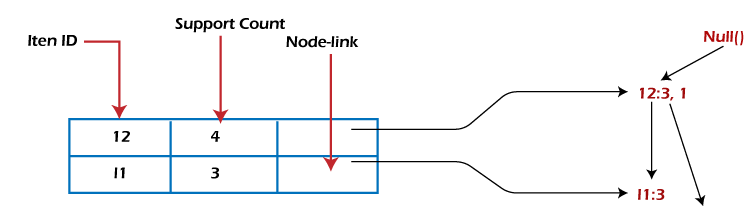 Support Count
Null()
Iten ID
Node-link
12:3, 1
12 4
I1 3
I1:3